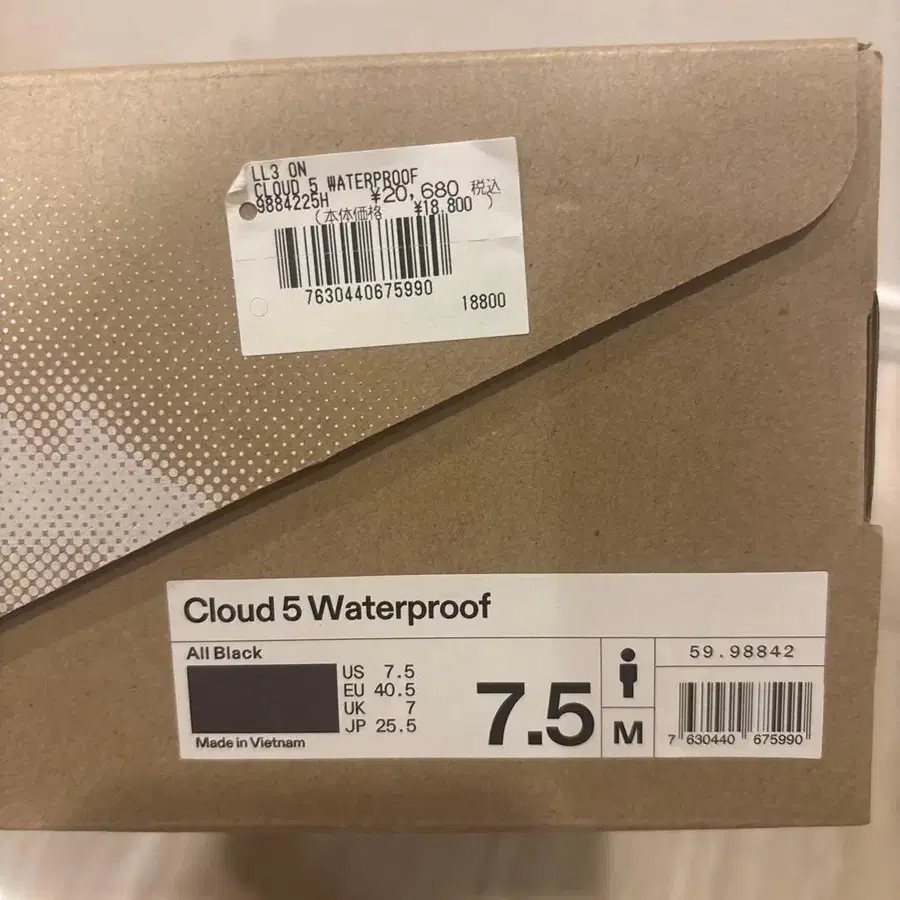 LL3 ON
CLOUD 5 WATERPROOF
9884225H ¥20,680 税込
(本体価格 ¥18,800 )
7630440675990
18800
Cloud 5 Waterproof
All Black
US 7.5
EU 40.5
UK 7
JP 25.5
Made in Vietnam
7.5
M
59.98842
7 630440 675990